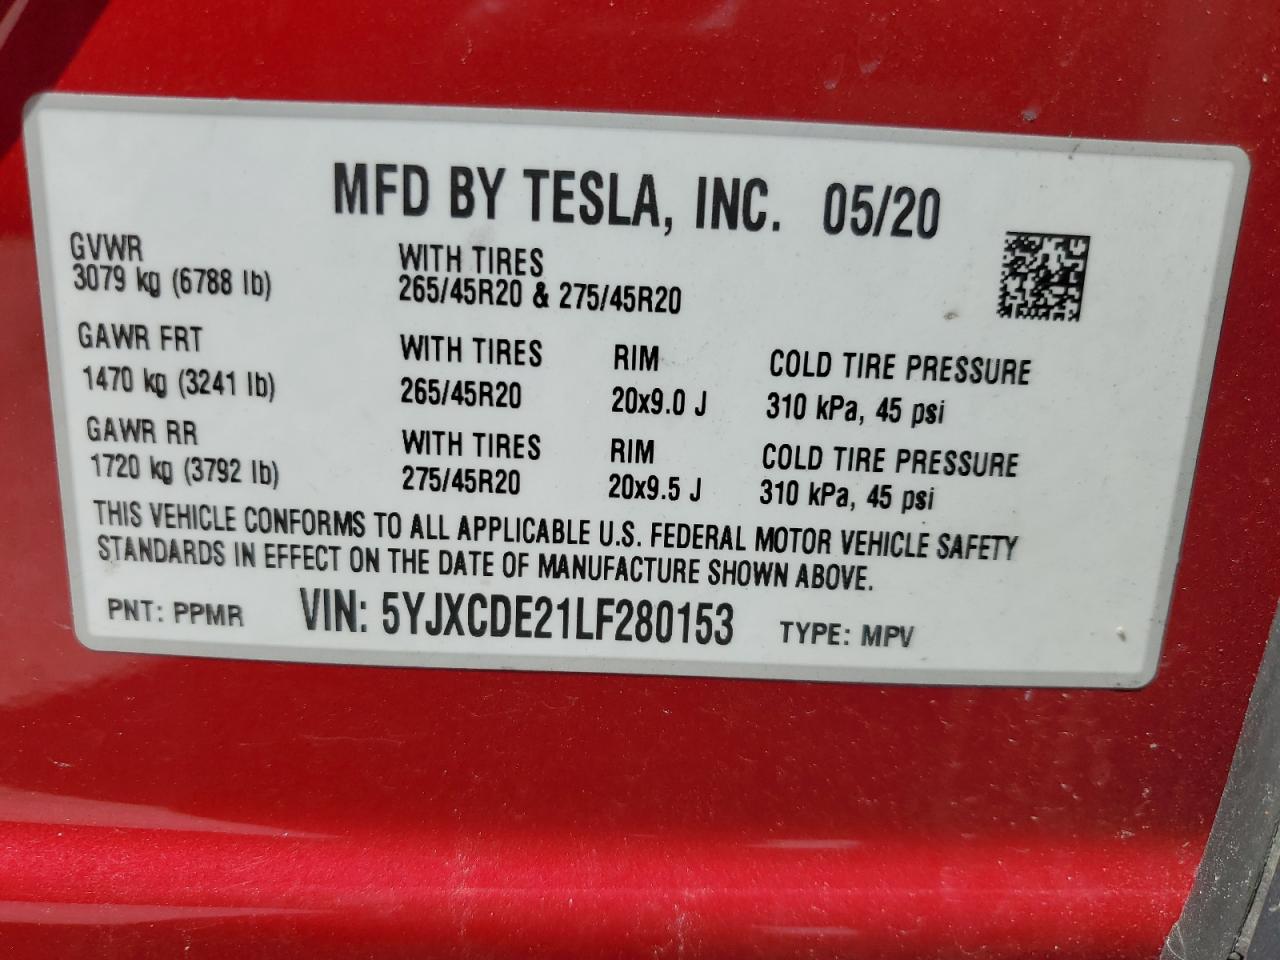 MFD BY TESLA, INC. 05/20
GVWR
3079 kg (6788 lb)
WITH TIRES
265/45R20 & 275/45R20
GAWR FRT
1470 kg (3241 lb)
WITH TIRES
265/45R20
RIM
20x9.0 J
COLD TIRE PRESSURE
310 kPa, 45 psi
GAWR RR
1720 kg (3792 lb)
WITH TIRES
275/45R20
RIM
20x9.5 J
COLD TIRE PRESSURE
310 kPa, 45 psi
THIS VEHICLE CONFORMS TO ALL APPLICABLE U.S. FEDERAL MOTOR VEHICLE SAFETY
STANDARDS IN EFFECT ON THE DATE OF MANUFACTURE SHOWN ABOVE.
PNT: PPMR VIN: 5YJXCDE21LF280153 TYPE: MPV